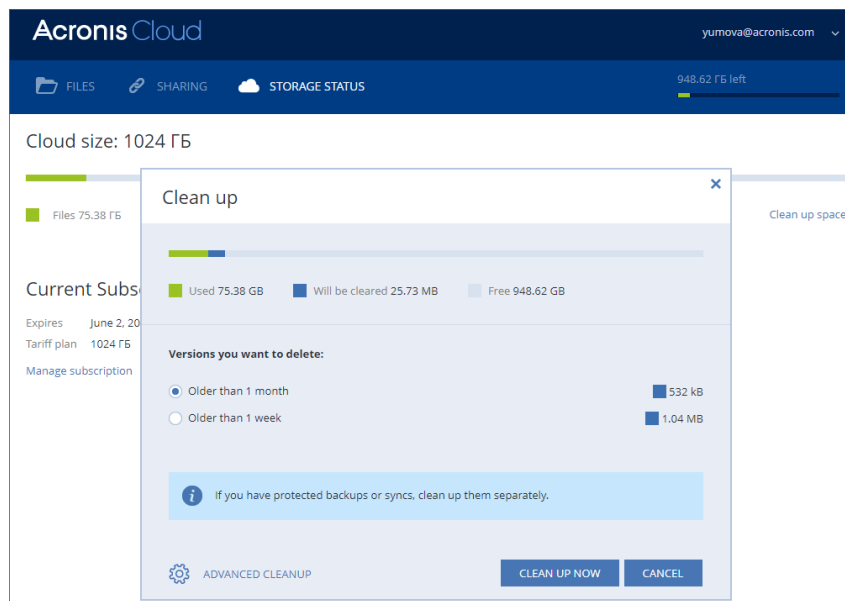 Acronis Cloud
yumova@acronis.com
FILES
SHARING
STORAGE STATUS
948.62 ГБ left
Cloud size: 1024 ГБ
Files 75.38 ГБ
Clean up space
Current Subs
Expires June 2, 20
Tariff plan 1024 ГБ
Manage subscription
Clean up
Used 75.38 GB
Will be cleared 25.73 MB
Free 948.62 GB
Versions you want to delete:
Older than 1 month 532 kB
Older than 1 week 1.04 MB
If you have protected backups or syncs, clean up them separately.
ADVANCED CLEANUP
CLEAN UP NOW
CANCEL